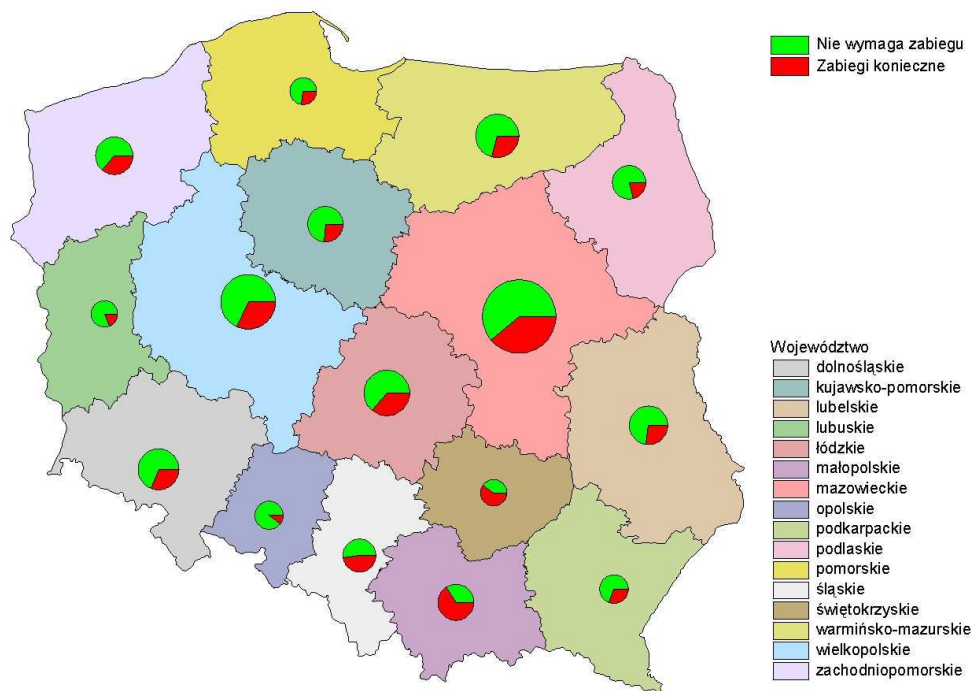 Nie wymaga zabiegu
Zabiegi konieczne
Województwo
dolnośląskie
kujawsko-pomorskie
lubelskie
lubuskie
łódzkie
małopolskie
mazowieckie
opolskie
podkarpackie
podlaskie
pomorskie
śląskie
świętokrzyskie
warmińsko-mazurskie
wielkopolskie
zachodniopomorskie